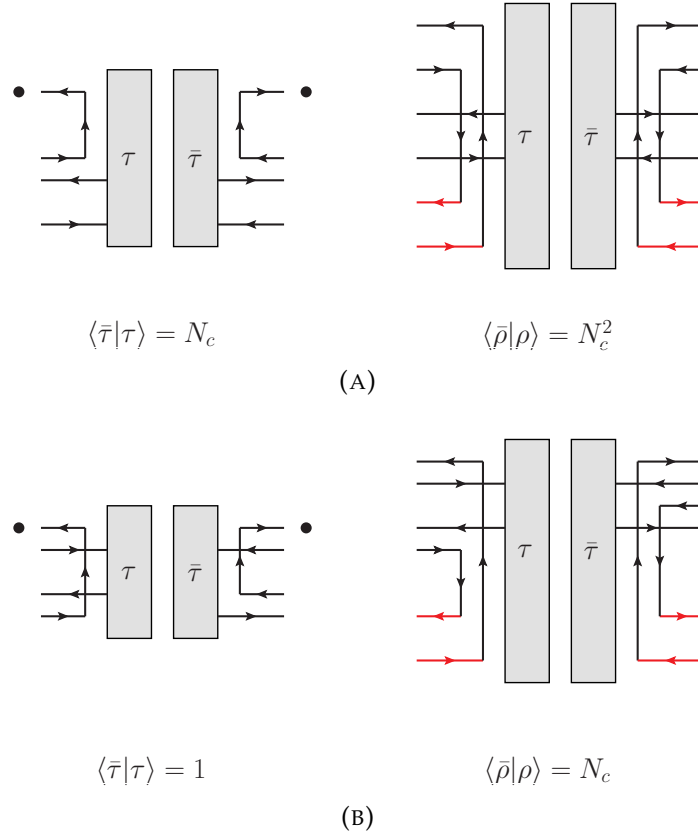 τ τ̄ τ τ̄
⟨τ̄|τ⟩ = N_c ⟨ρ̄|ρ⟩ = N_c^2
(A)
τ τ̄ τ τ̄
⟨τ̄|τ⟩ = 1 ⟨ρ̄|ρ⟩ = N_c
(B)